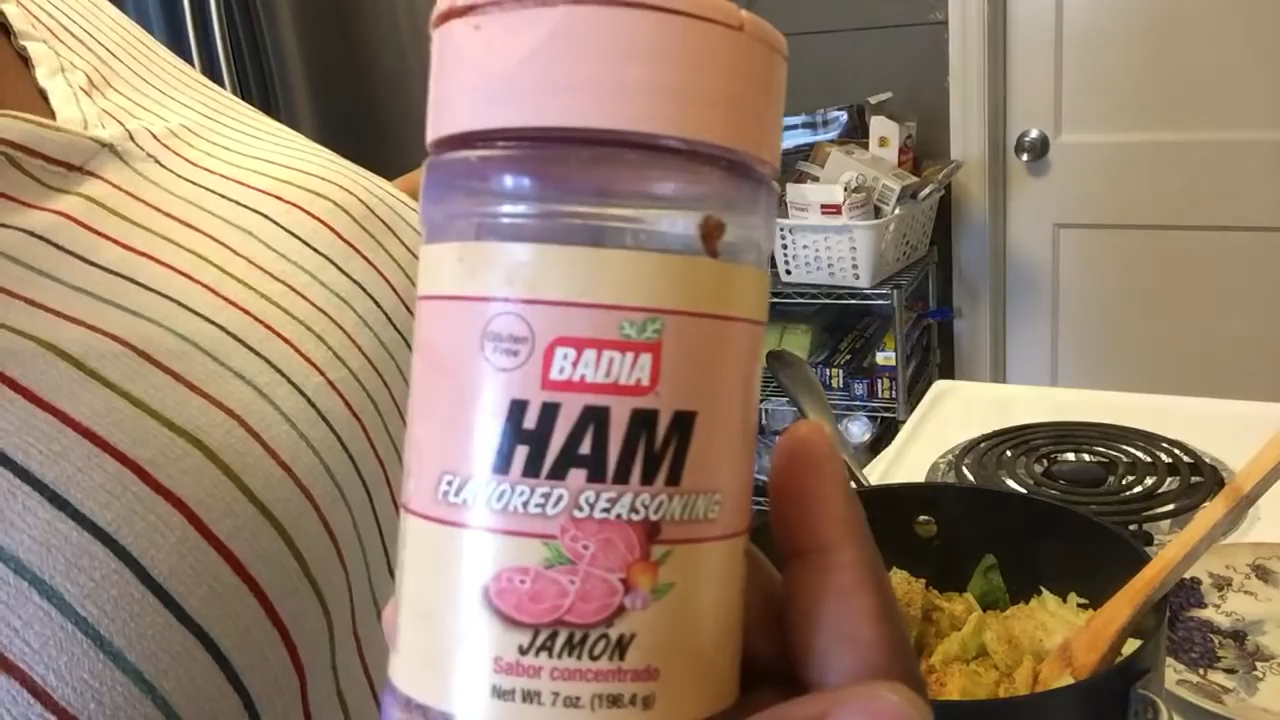 Gluten
Free
BADIA
HAM
FLAVORED SEASONING
JAMÓN
Sabor concentrado
Net Wt. 7 oz. (198.4 g)